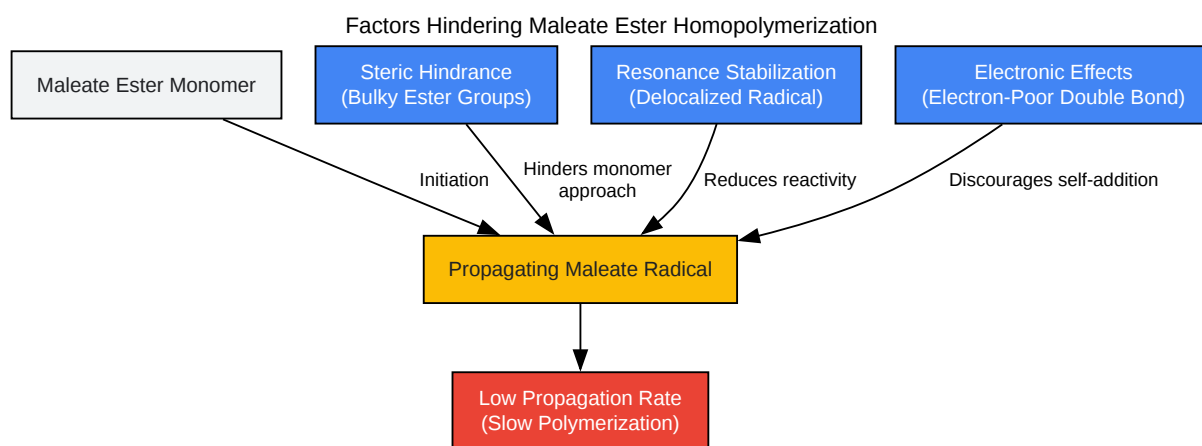 Factors Hindering Maleate Ester Homopolymerization
Maleate Ester Monomer
Steric Hindrance
(Bulky Ester Groups)
Resonance Stabilization
(Delocalized Radical)
Electronic Effects
(Electron-Poor Double Bond)
Initiation
Hinders monomer
approach
Reduces reactivity
Discourages self-addition
Propagating Maleate Radical
Low Propagation Rate
(Slow Polymerization)